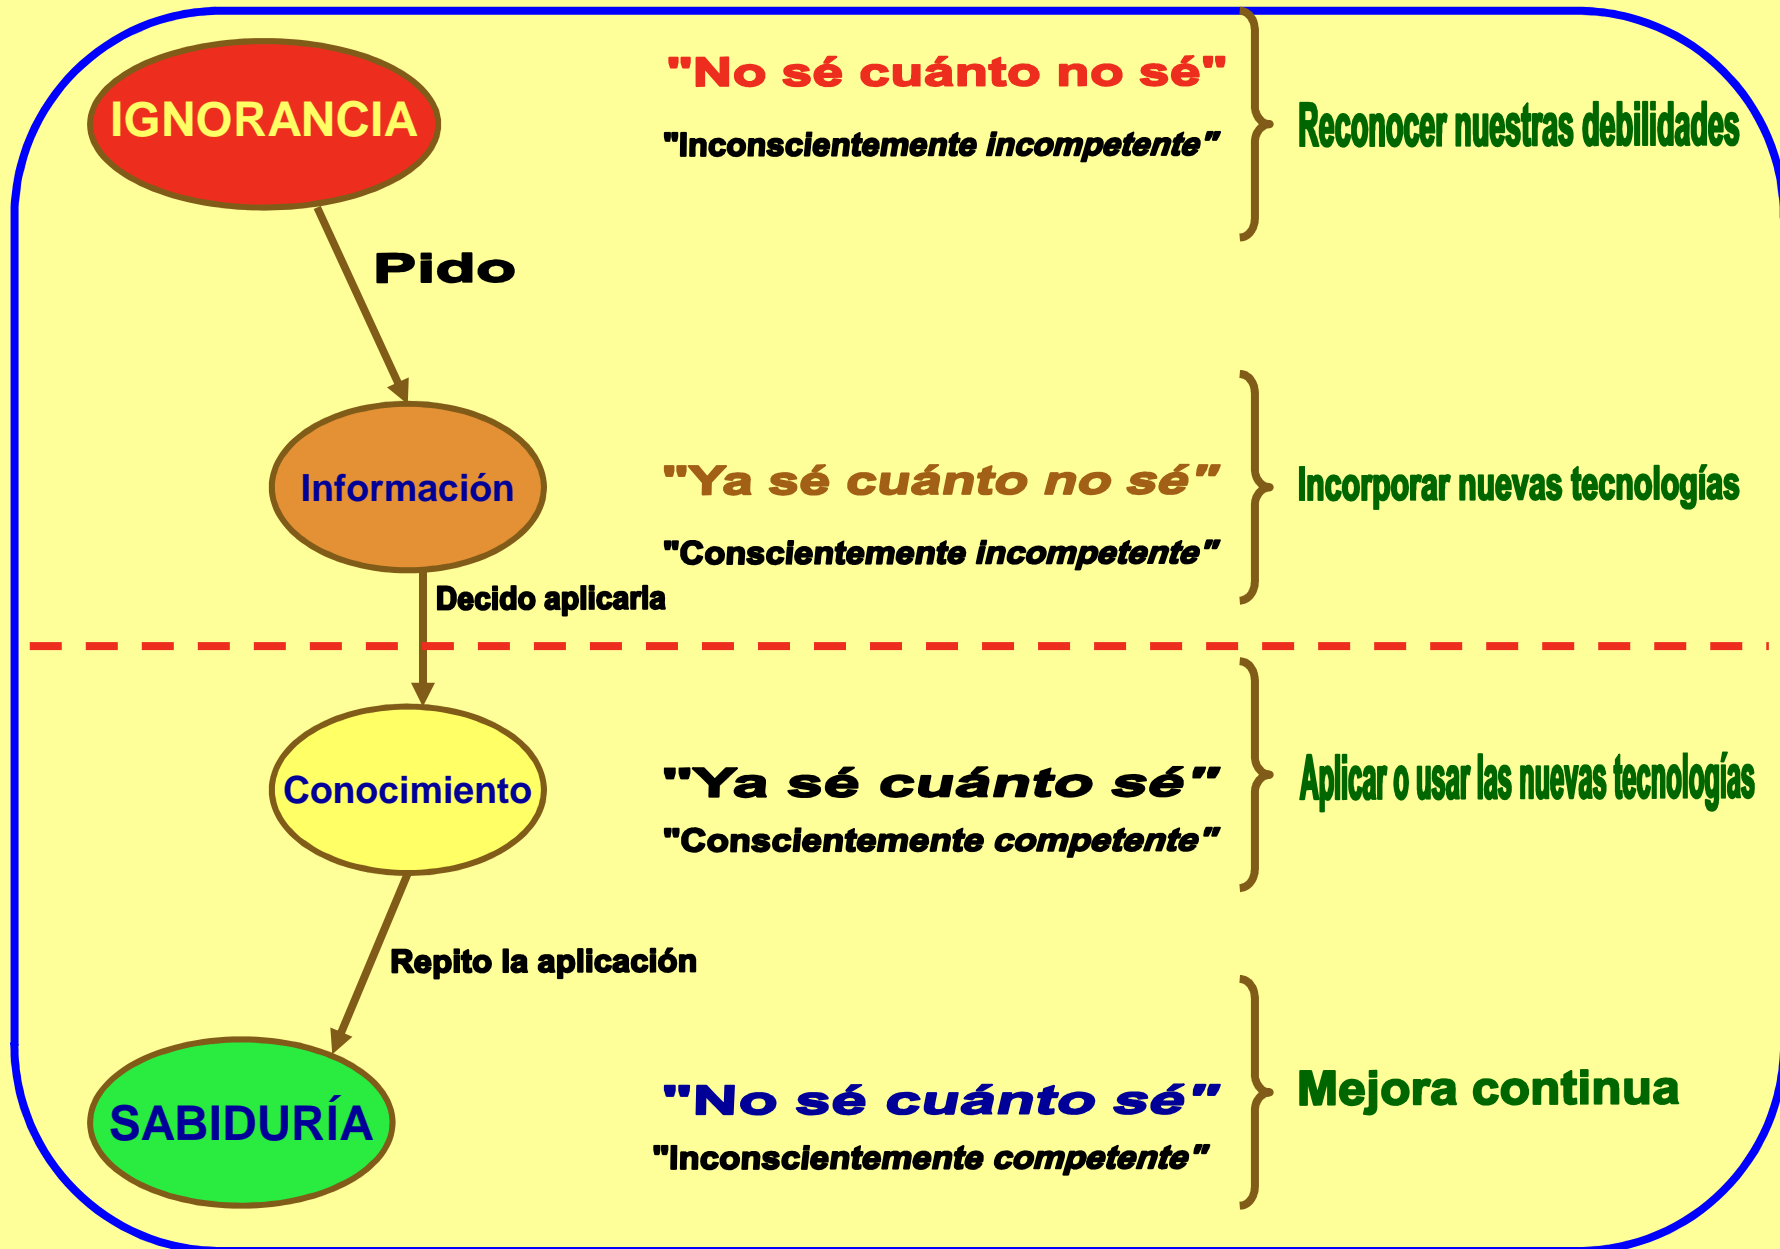 IGNORANCIA
"No sé cuánto no sé"
"Inconscientemente incompetente"
Reconocer nuestras debilidades
Pido
Información
"Ya sé cuánto no sé"
"Conscientemente incompetente"
Incorporar nuevas tecnologías
Decido aplicarla
Conocimiento
"Ya sé cuánto sé"
"Conscientemente competente"
Aplicar o usar las nuevas tecnologías
Repito la aplicación
SABIDURÍA
"No sé cuánto sé"
"Inconscientemente competente"
Mejora continua